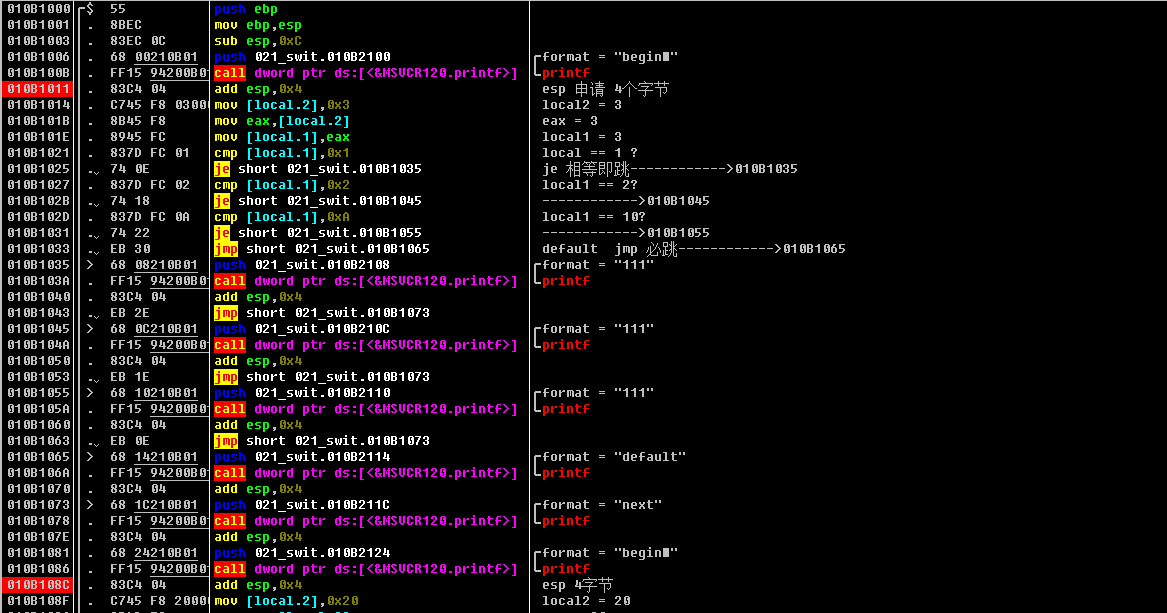 010B1000 $ 55 push ebp
010B1001 . 8BEC mov ebp,esp
010B1003 . 83EC 0C sub esp,0xC
010B1006 . 68 00210B01 push 021_swit.010B2100 format = "begin
010B100B . FF15 94200B0 call dword ptr ds:[<&MSVCR120.printf>] printf
010B1011 . 83C4 04 add esp,0x4 esp 申请 4个字节
010B1014 . C745 F8 0300 mov [local.2],0x3 local2 = 3
010B101B . 8B45 F8 mov eax,[local.2] eax = 3
010B101E . 8945 FC mov [local.1],eax local1 = 3
010B1021 . 837D FC 01 cmp [local.1],0x1 local == 1 ?
010B1025 . 74 0E je short 021_swit.010B1035 je 相等即跳------------>010B1035
010B1027 . 837D FC 02 cmp [local.1],0x2 local1 == 2?
010B102B . 74 18 je short 021_swit.010B1045 ------------>010B1045
010B102D . 837D FC 0A cmp [local.1],0xA local1 == 10?
010B1031 . 74 22 je short 021_swit.010B1055 ------------>010B1055
010B1033 . EB 30 jmp short 021_swit.010B1065 default jmp 必跳------------>010B1065
010B1035 > 68 08210B01 push 021_swit.010B2108 format = "111"
010B103A . FF15 94200B0 call dword ptr ds:[<&MSVCR120.printf>] printf
010B1040 . 83C4 04 add esp,0x4
010B1043 . EB 2E jmp short 021_swit.010B1073
010B1045 > 68 0C210B01 push 021_swit.010B210C format = "111"
010B104A . FF15 94200B0 call dword ptr ds:[<&MSVCR120.printf>] printf
010B1050 . 83C4 04 add esp,0x4
010B1053 . EB 1E jmp short 021_swit.010B1073
010B1055 > 68 10210B01 push 021_swit.010B2110 format = "111"
010B105A . FF15 94200B0 call dword ptr ds:[<&MSVCR120.printf>] printf
010B1060 . 83C4 04 add esp,0x4
010B1063 . EB 0E jmp short 021_swit.010B1073
010B1065 > 68 14210B01 push 021_swit.010B2114 format = "default"
010B106A . FF15 94200B0 call dword ptr ds:[<&MSVCR120.printf>] printf
010B1070 . 83C4 04 add esp,0x4
010B1073 > 68 1C210B01 push 021_swit.010B211C format = "next"
010B1078 . FF15 94200B0 call dword ptr ds:[<&MSVCR120.printf>] printf
010B107E . 83C4 04 add esp,0x4
010B1081 . 68 24210B01 push 021_swit.010B2124 format = "begin
010B1086 . FF15 94200B0 call dword ptr ds:[<&MSVCR120.printf>] printf
010B108C . 83C4 04 add esp,0x4 esp 4字节
010B108F . C745 F8 2000 mov [local.2],0x20 local2 = 20